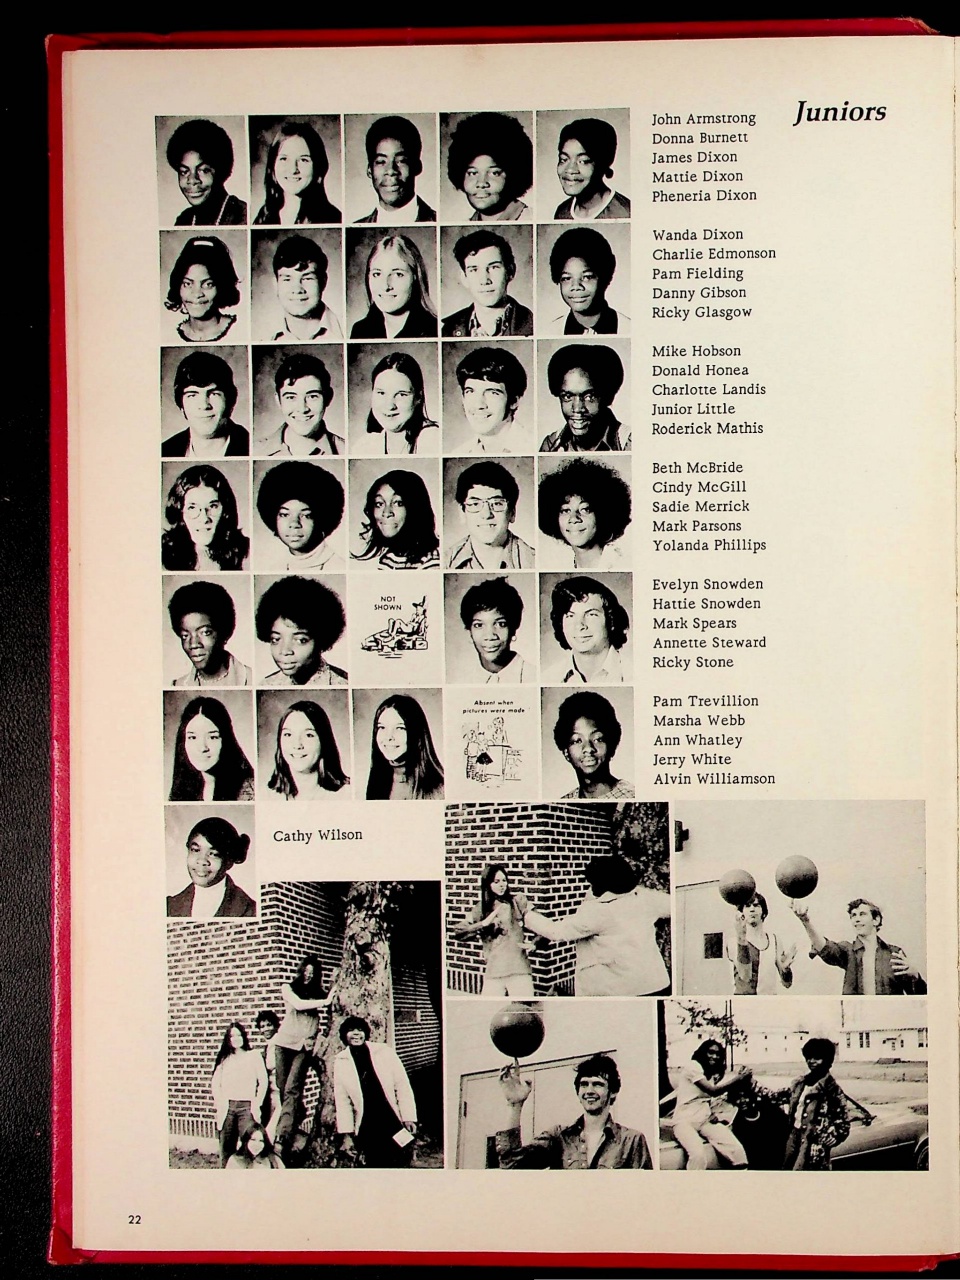 Juniors
John Armstrong
Donna Burnett
James Dixon
Mattie Dixon
Pheneria Dixon
Wanda Dixon
Charlie Edmonson
Pam Fielding
Danny Gibson
Ricky Glasgow
Mike Hobson
Donald Honea
Charlotte Landis
Junior Little
Roderick Mathis
Beth McBride
Cindy McGill
Sadie Merrick
Mark Parsons
Yolanda Phillips
NOT
SHOWN
Evelyn Snowden
Hattie Snowden
Mark Spears
Annette Steward
Ricky Stone
Absent when
pictures were made
Pam Trevillion
Marsha Webb
Ann Whatley
Jerry White
Alvin Williamson
Cathy Wilson
22